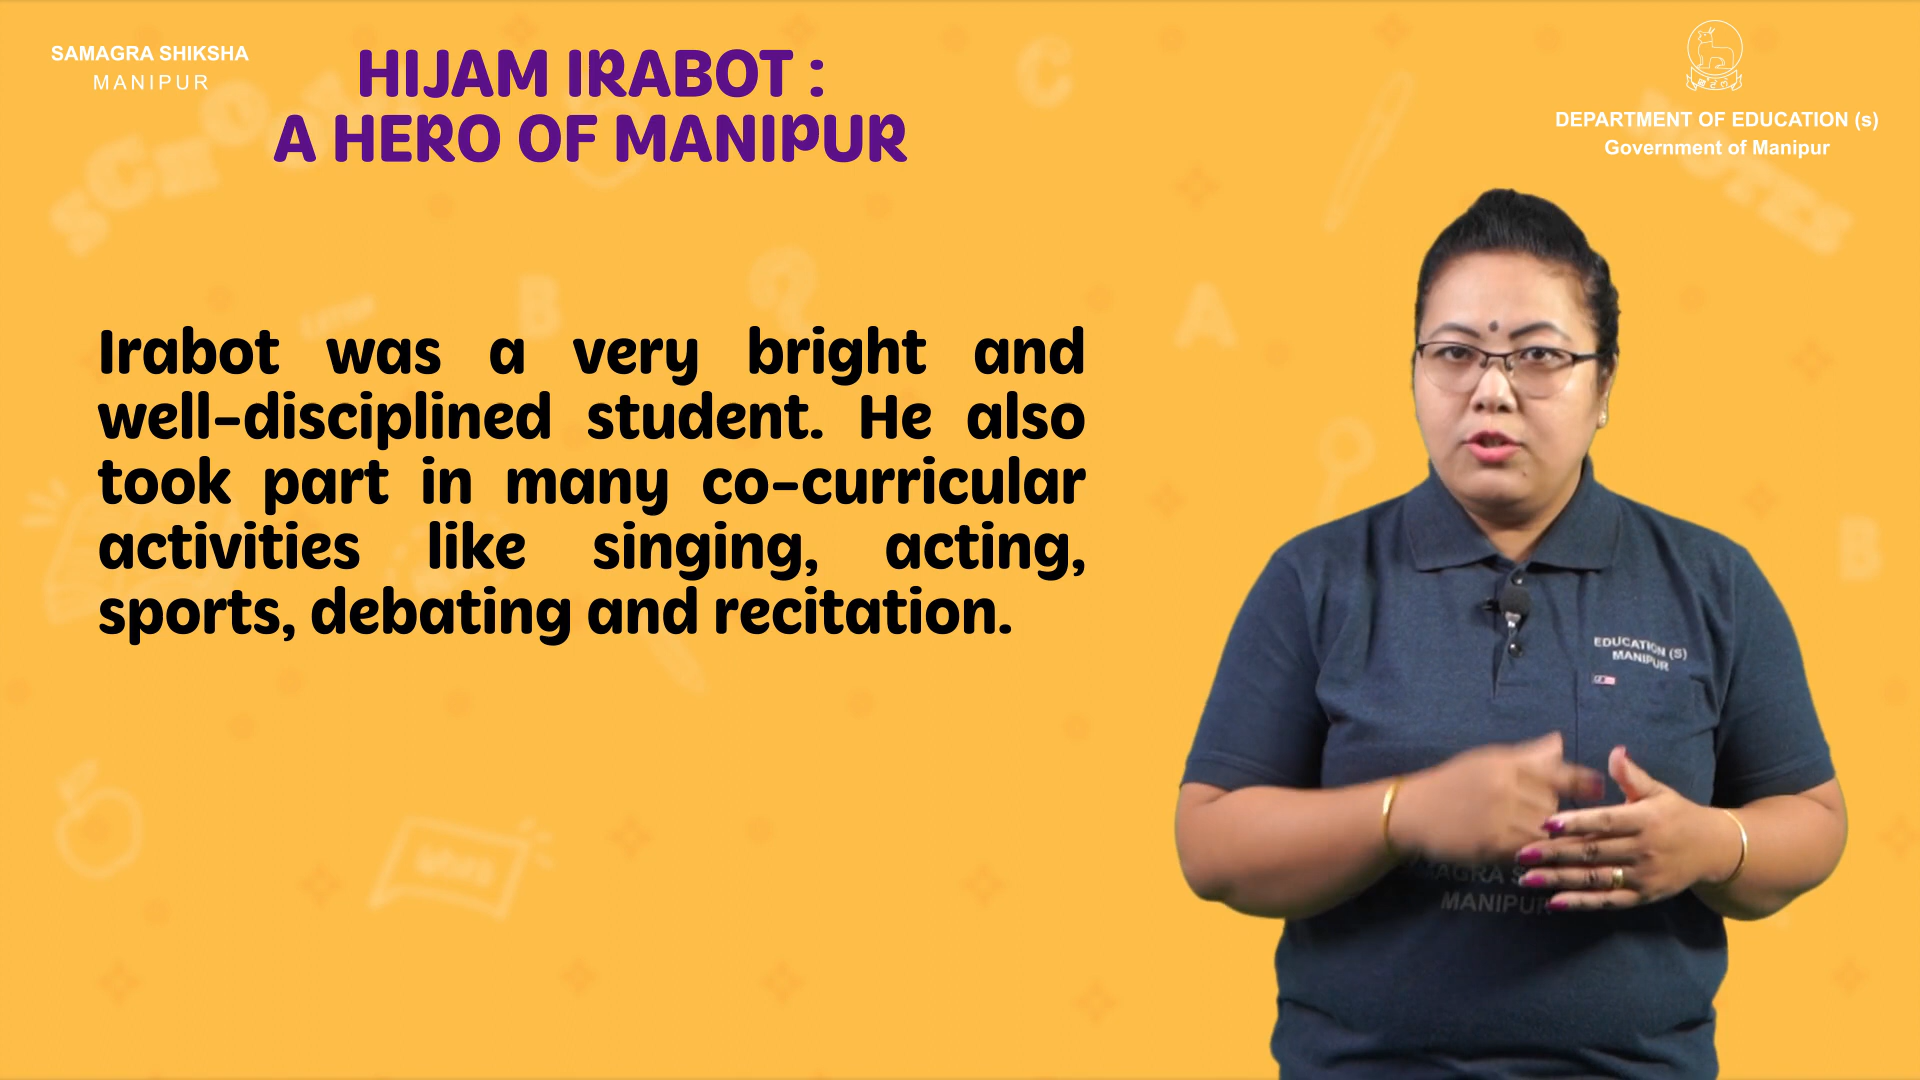 SAMAGRA SHIKSHA
MANIPUR
HIJAM IRABOT :
A HERO OF MANIPUR
DEPARTMENT OF EDUCATION (s)
Government of Manipur
Irabot was a very bright and
well-disciplined student. He also
took part in many co-curricular
activities like singing, acting,
sports, debating and recitation.
EDUCATION (S)
MANIPUR
MANIPUR